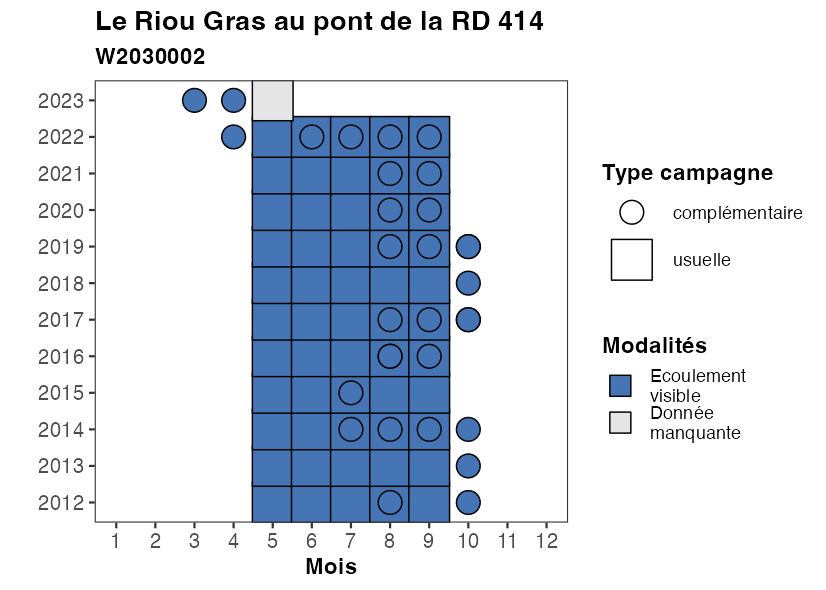 Le Riou Gras au pont de la RD 414
W2030002
2023
2022
2021
2020
2019
2018
2017
2016
2015
2014
2013
2012
1 2 3 4 5 6 7 8 9 10 11 12
Mois
Type campagne
complémentaire
usuelle
Modalités
Ecoulement
visible
Donnée
manquante